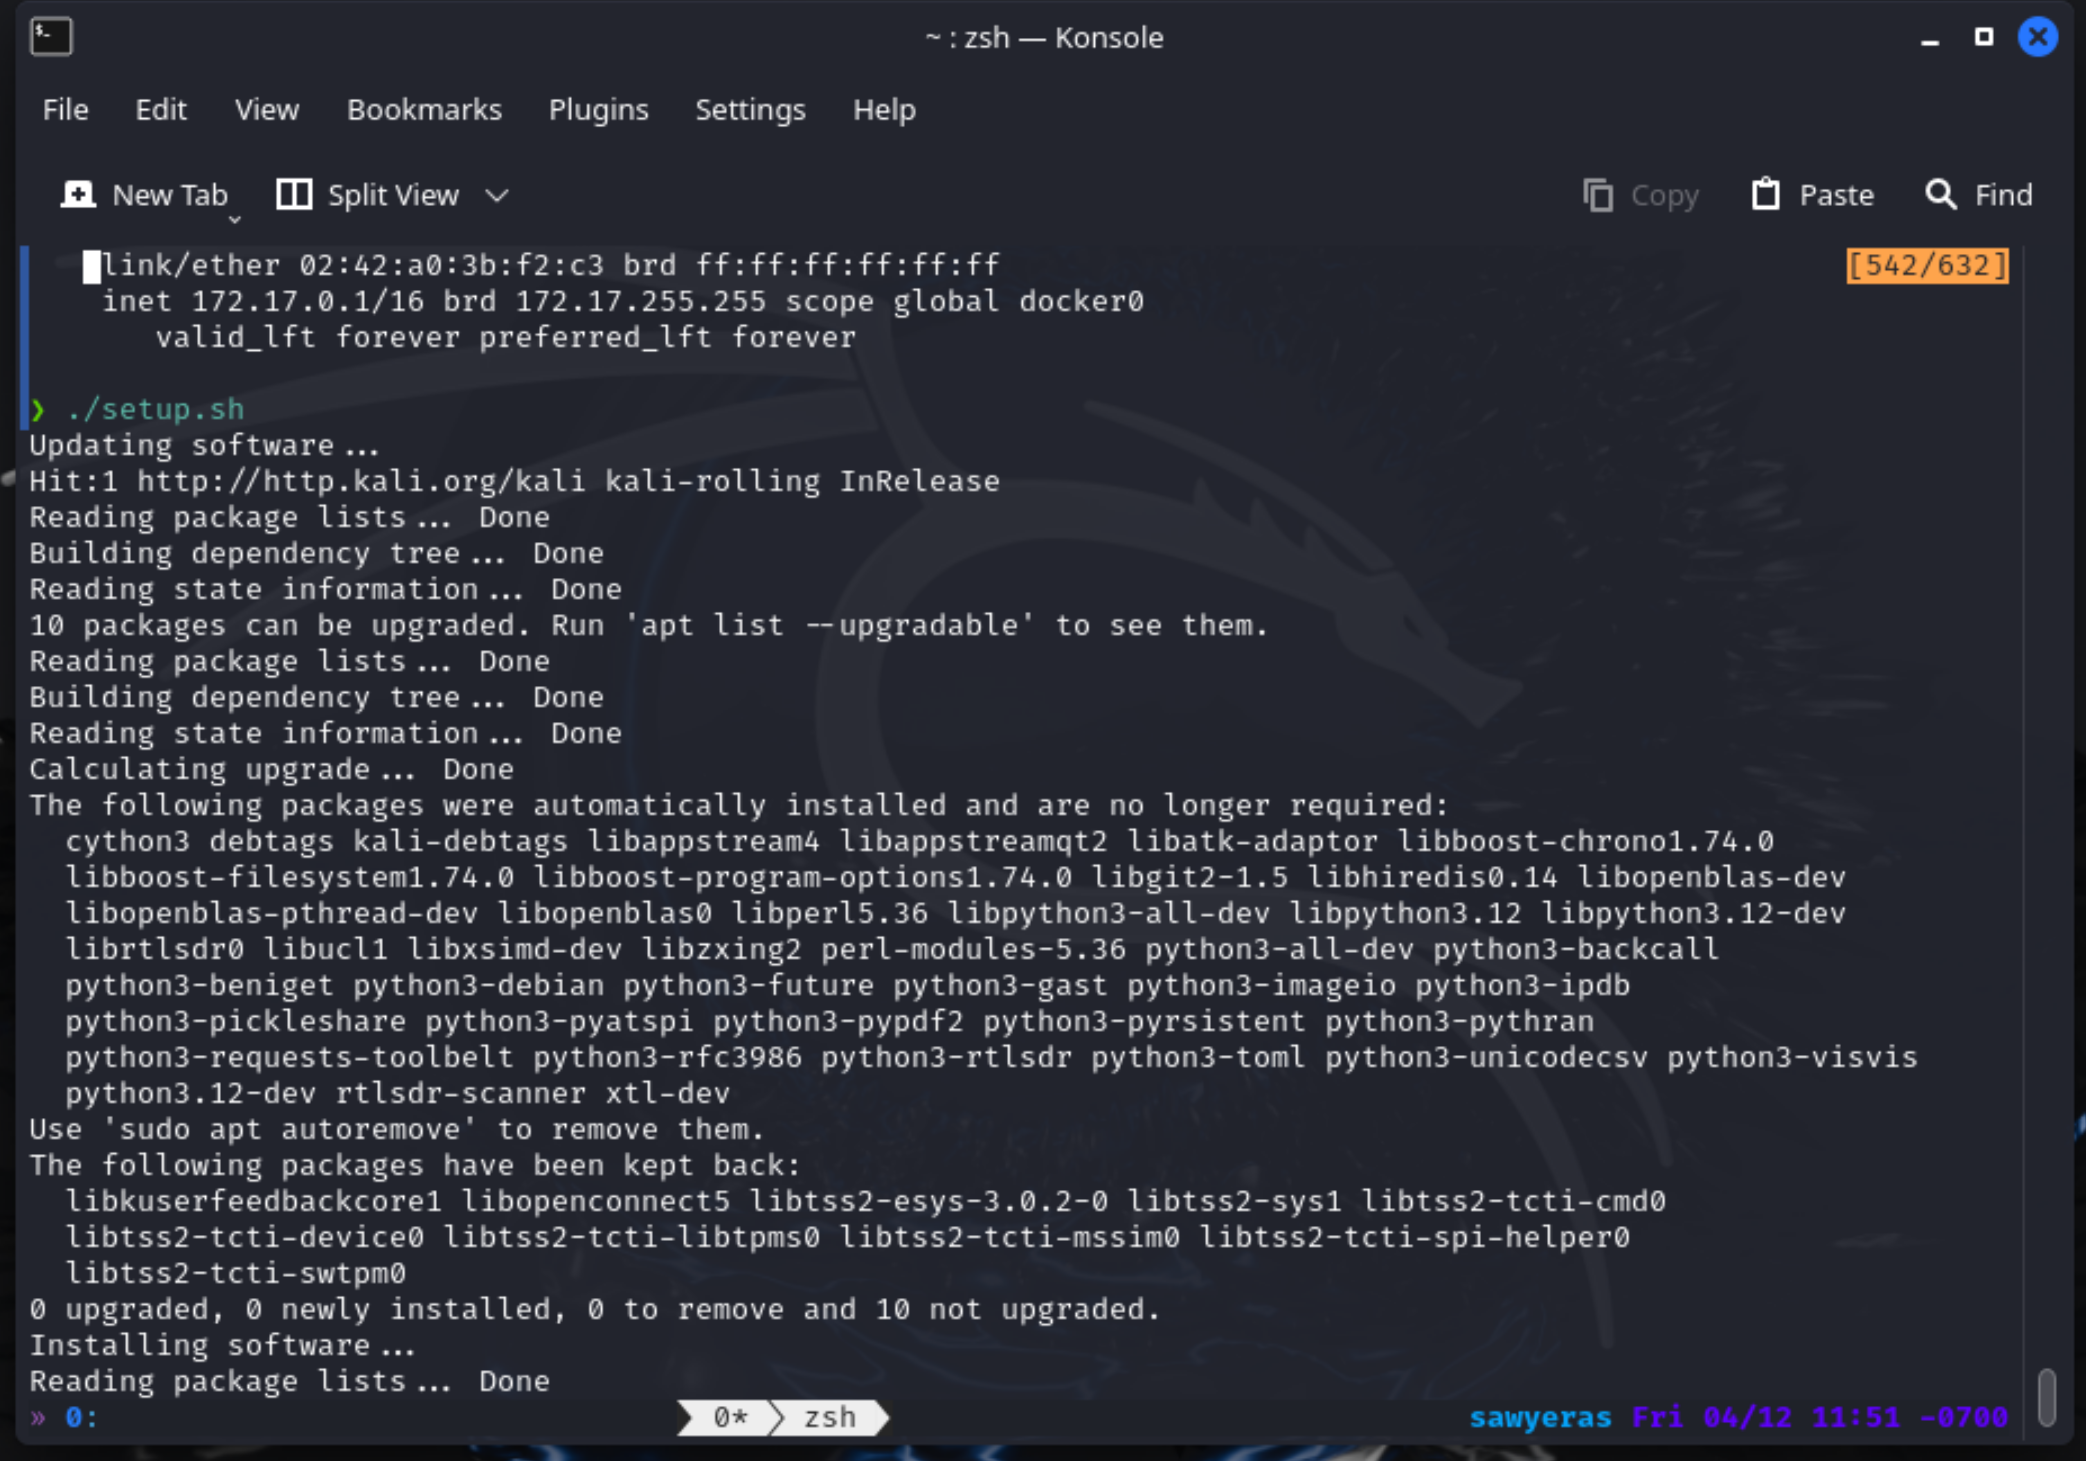 ~ : zsh — Konsole
File Edit View Bookmarks Plugins Settings Help
New Tab Split View Copy Paste Find
link/ether 02:42:a0:3b:f2:c3 brd ff:ff:ff:ff:ff:ff [542/632]
inet 172.17.0.1/16 brd 172.17.255.255 scope global docker0
valid_lft forever preferred_lft forever
❯ ./setup.sh
Updating software...
Hit:1 http://http.kali.org/kali kali-rolling InRelease
Reading package lists... Done
Building dependency tree... Done
Reading state information... Done
10 packages can be upgraded. Run 'apt list --upgradable' to see them.
Reading package lists... Done
Building dependency tree... Done
Reading state information... Done
Calculating upgrade... Done
The following packages were automatically installed and are no longer required:
cython3 debtags kali-debtags libappstream4 libappstreamqt2 libatk-adaptor libboost-chrono1.74.0
libboost-filesystem1.74.0 libboost-program-options1.74.0 libgit2-1.5 libhiredis0.14 libopenblas-dev
libopenblas-pthread-dev libopenblas0 libperl5.36 libpython3-all-dev libpython3.12 libpython3.12-dev
librtlsdr0 libucl1 libxsimd-dev libzxing2 perl-modules-5.36 python3-all-dev python3-backcall
python3-beniget python3-debian python3-future python3-gast python3-imageio python3-ipdb
python3-pickleshare python3-pyatspi python3-pypdf2 python3-pyrsistent python3-pythran
python3-requests-toolbelt python3-rfc3986 python3-rtlsdr python3-toml python3-unicodecsv python3-visvis
python3.12-dev rtlsdr-scanner xtl-dev
Use 'sudo apt autoremove' to remove them.
The following packages have been kept back:
libkuserfeedbackcore1 libopenconnect5 libtss2-esys-3.0.2-0 libtss2-sys1 libtss2-tcti-cmd0
libtss2-tcti-device0 libtss2-tcti-libtpms0 libtss2-tcti-mssim0 libtss2-tcti-spi-helper0
libtss2-tcti-swtpm0
0 upgraded, 0 newly installed, 0 to remove and 10 not upgraded.
Installing software...
Reading package lists... Done
» 0: 0* zsh sawyeras Fri 04/12 11:51 -0700